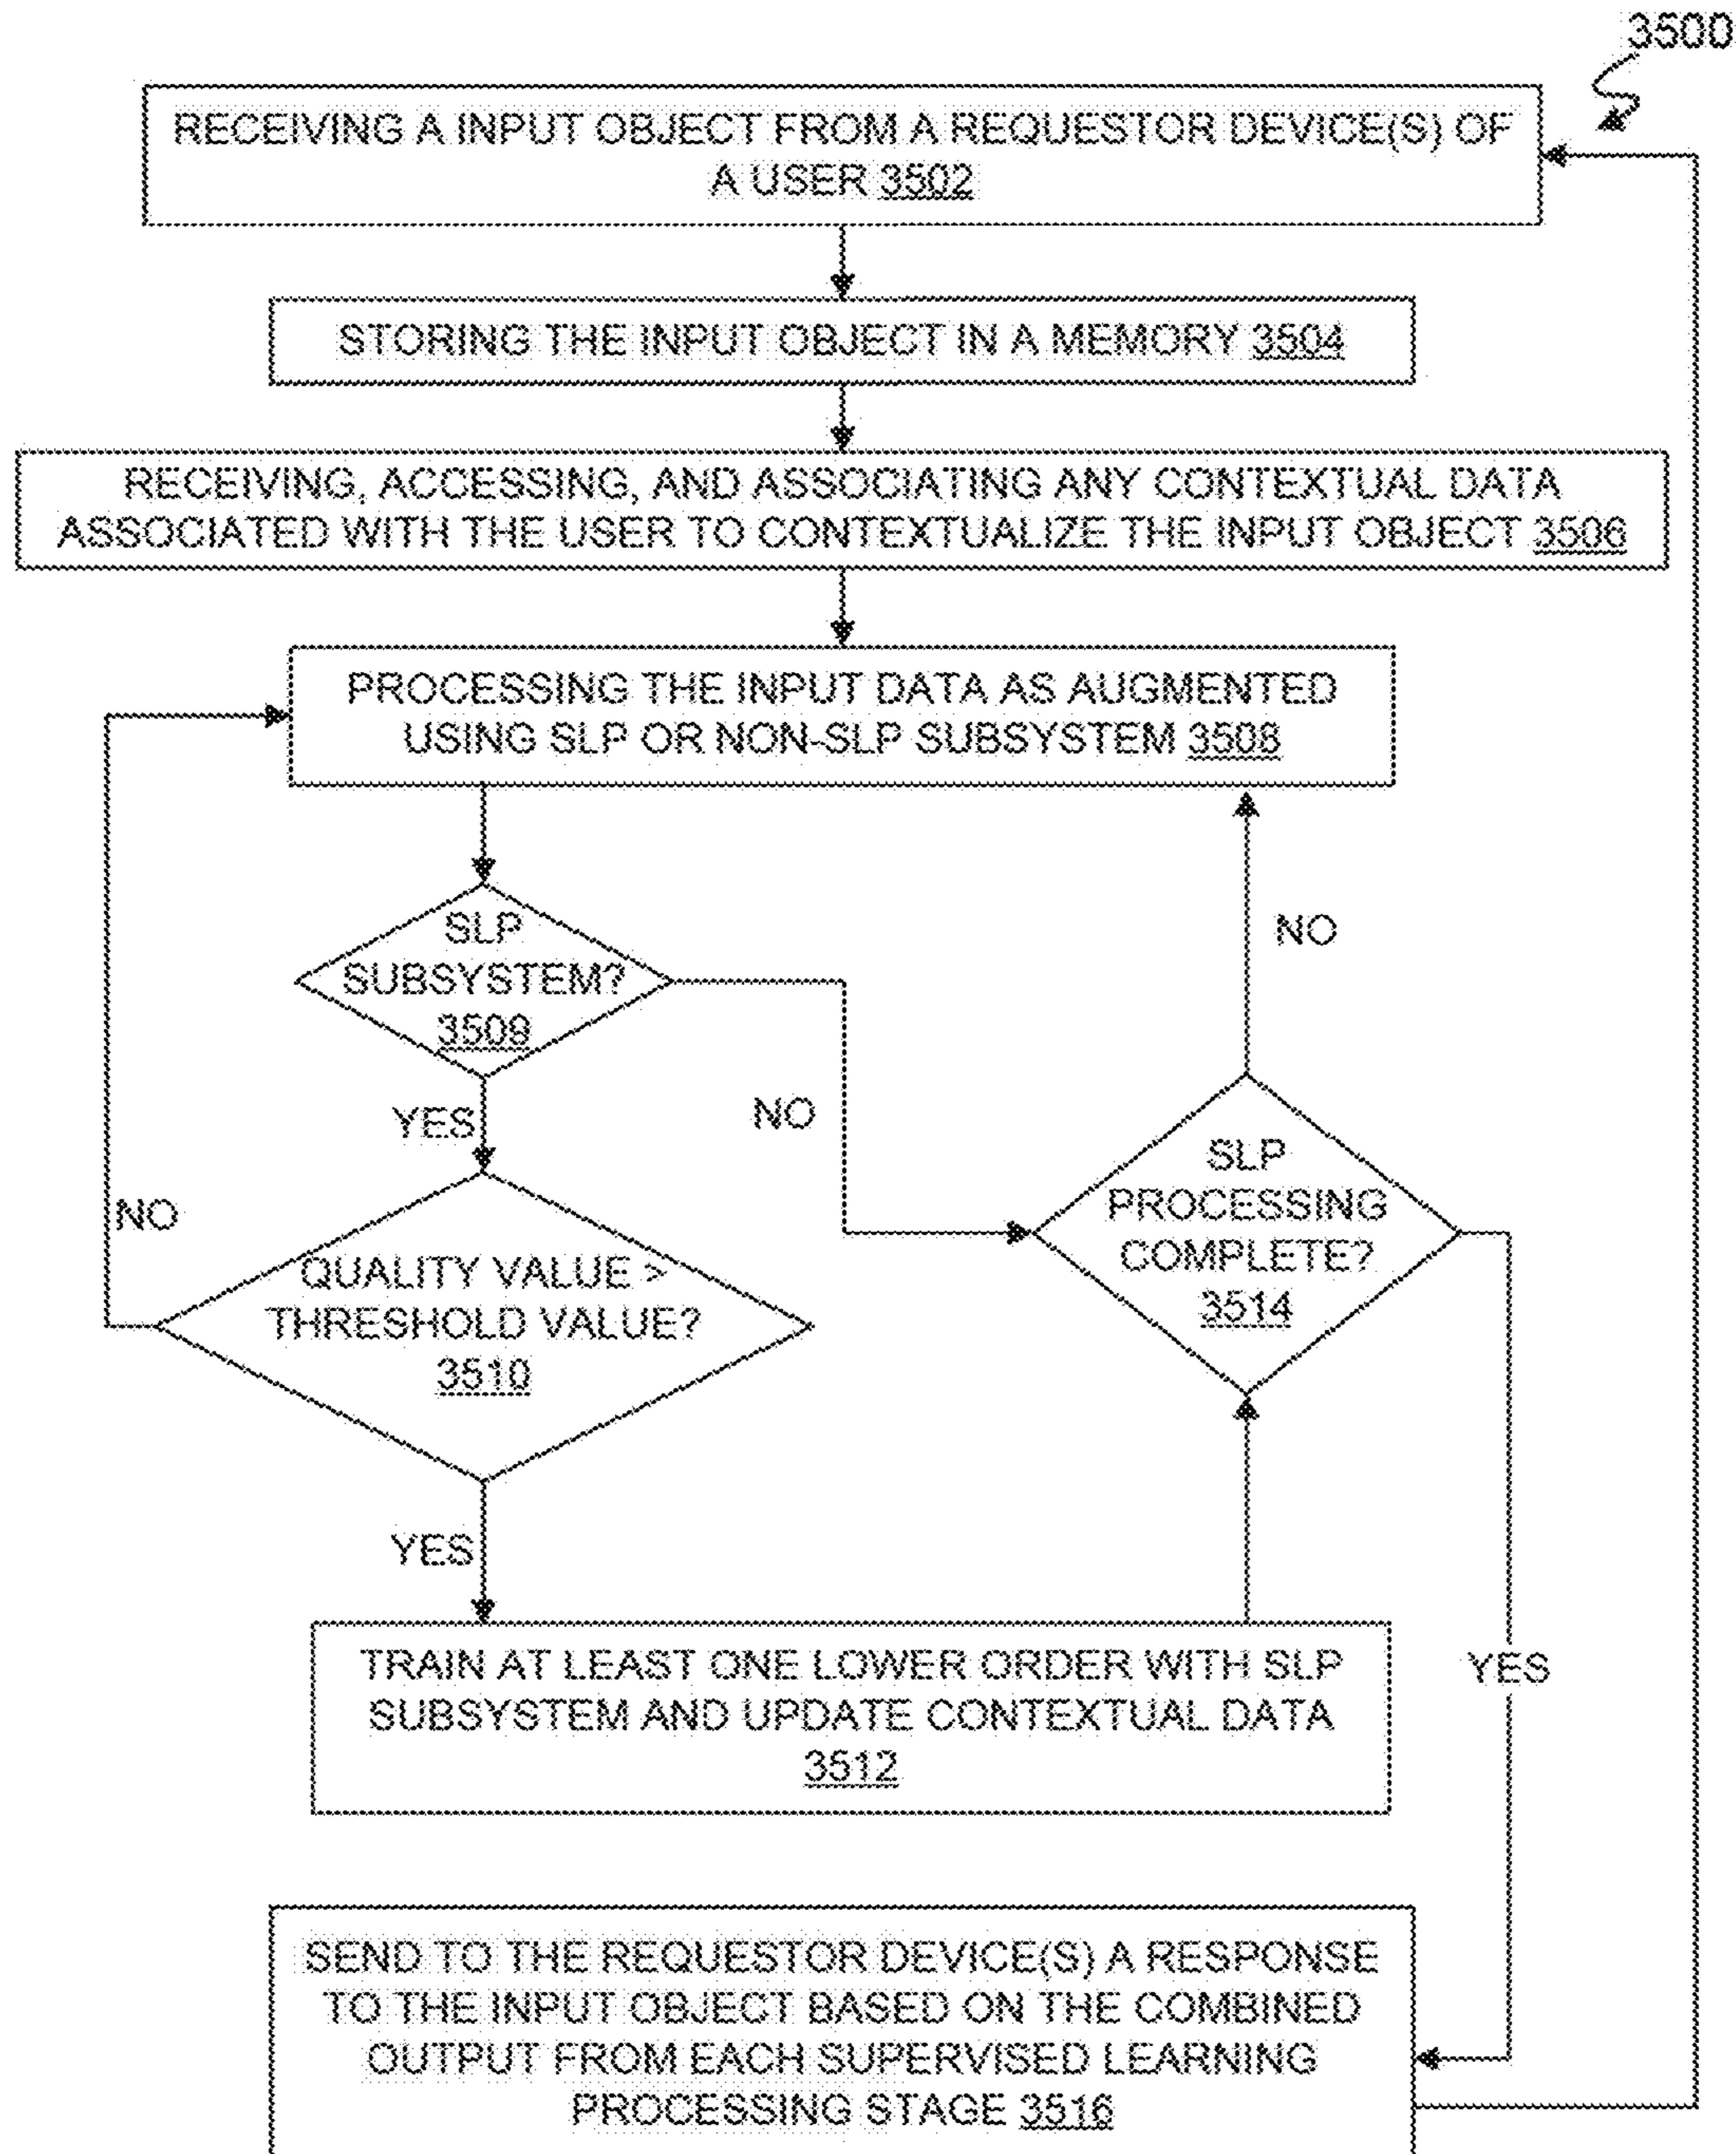 3500
RECEIVING A INPUT OBJECT FROM A REQUESTOR DEVICE(S) OF
A USER 3502
STORING THE INPUT OBJECT IN A MEMORY 3504
RECEIVING, ACCESSING, AND ASSOCIATING ANY CONTEXTUAL DATA
ASSOCIATED WITH THE USER TO CONTEXTUALIZE THE INPUT OBJECT 3506
PROCESSING THE INPUT DATA AS AUGMENTED
USING SLP OR NON-SLP SUBSYSTEM 3508
SLP
SUBSYSTEM?
3509
NO
YES
NO
NO
SLP
PROCESSING
COMPLETE?
3514
QUALITY VALUE >
THRESHOLD VALUE?
3510
YES
TRAIN AT LEAST ONE LOWER ORDER WITH SLP
SUBSYSTEM AND UPDATE CONTEXTUAL DATA
3512
YES
SEND TO THE REQUESTOR DEVICE(S) A RESPONSE
TO THE INPUT OBJECT BASED ON THE COMBINED
OUTPUT FROM EACH SUPERVISED LEARNING
PROCESSING STAGE 3516